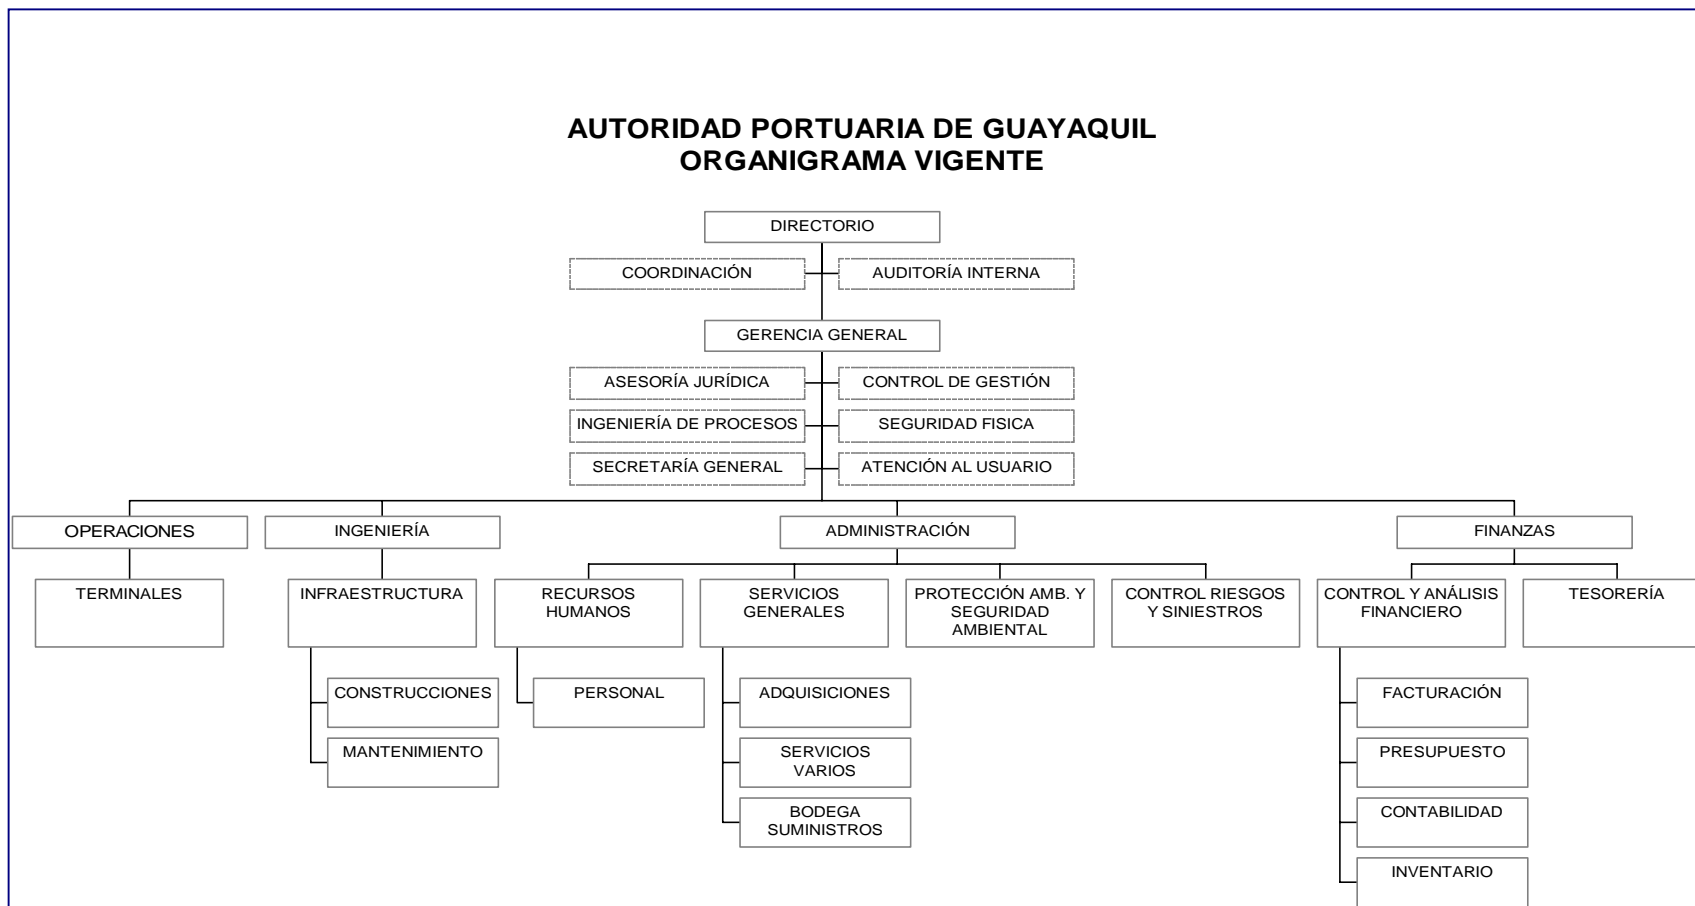 AUTORIDAD PORTUARIA DE GUAYAQUIL
ORGANIGRAMA VIGENTE
DIRECTORIO
COORDINACIÓN
AUDITORÍA INTERNA
GERENCIA GENERAL
ASESORÍA JURÍDICA
CONTROL DE GESTIÓN
INGENIERÍA DE PROCESOS
SEGURIDAD FISICA
SECRETARÍA GENERAL
ATENCIÓN AL USUARIO
OPERACIONES
INGENIERÍA
ADMINISTRACIÓN
FINANZAS
TERMINALES
INFRAESTRUCTURA
RECURSOS
HUMANOS
SERVICIOS
GENERALES
PROTECCIÓN AMB. Y
SEGURIDAD
AMBIENTAL
CONTROL RIESGOS
Y SINIESTROS
CONTROL Y ANÁLISIS
FINANCIERO
TESORERÍA
CONSTRUCCIONES
MANTENIMIENTO
PERSONAL
ADQUISICIONES
SERVICIOS
VARIOS
BODEGA
SUMINISTROS
FACTURACIÓN
PRESUPUESTO
CONTABILIDAD
INVENTARIO